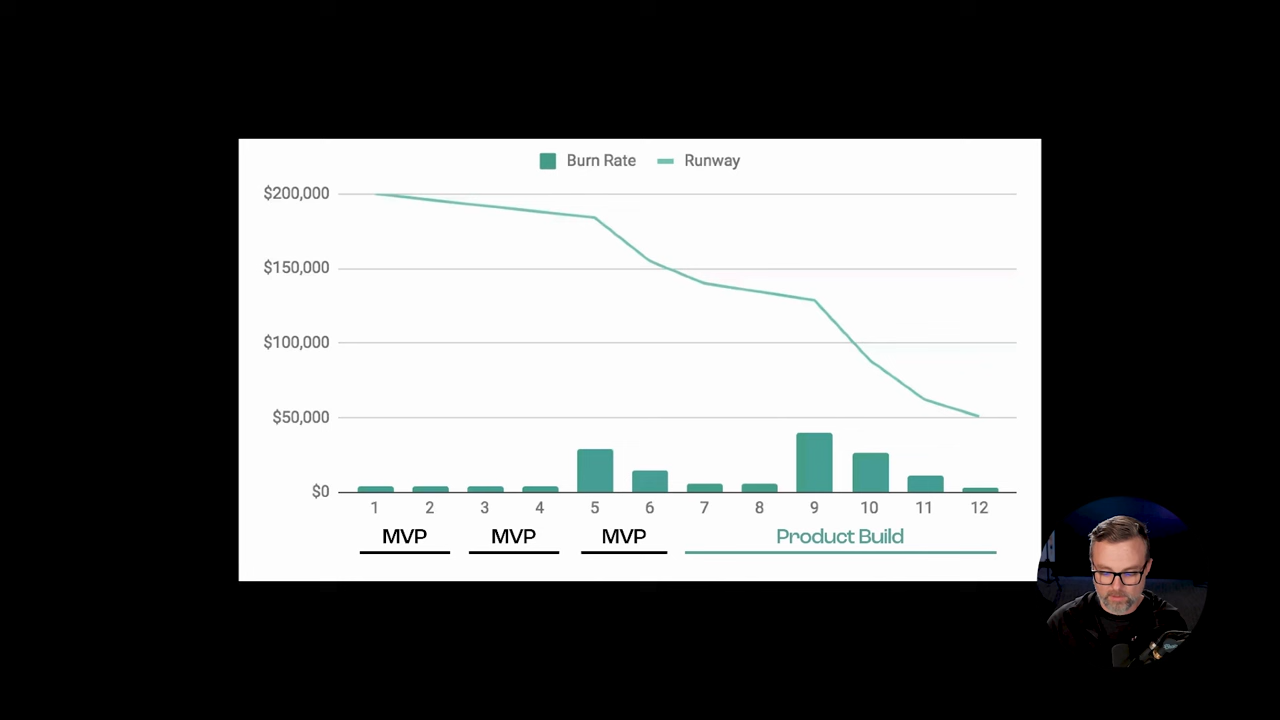 Burn Rate Runway
$200,000
$150,000
$100,000
$50,000
$0
1 2 3 4 5 6 7 8 9 10 11 12
MVP MVP MVP Product Build